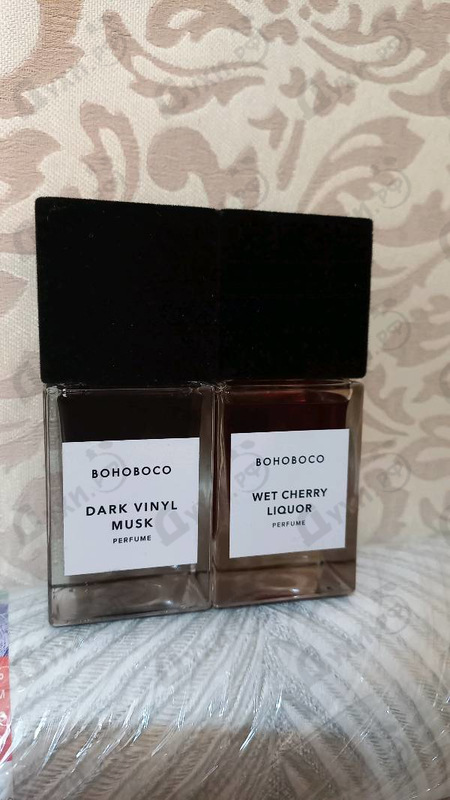 BOHOBOCO
DARK VINYL
MUSK
PERFUME
BOHOBOCO
WET CHERRY
LIQUOR
PERFUME